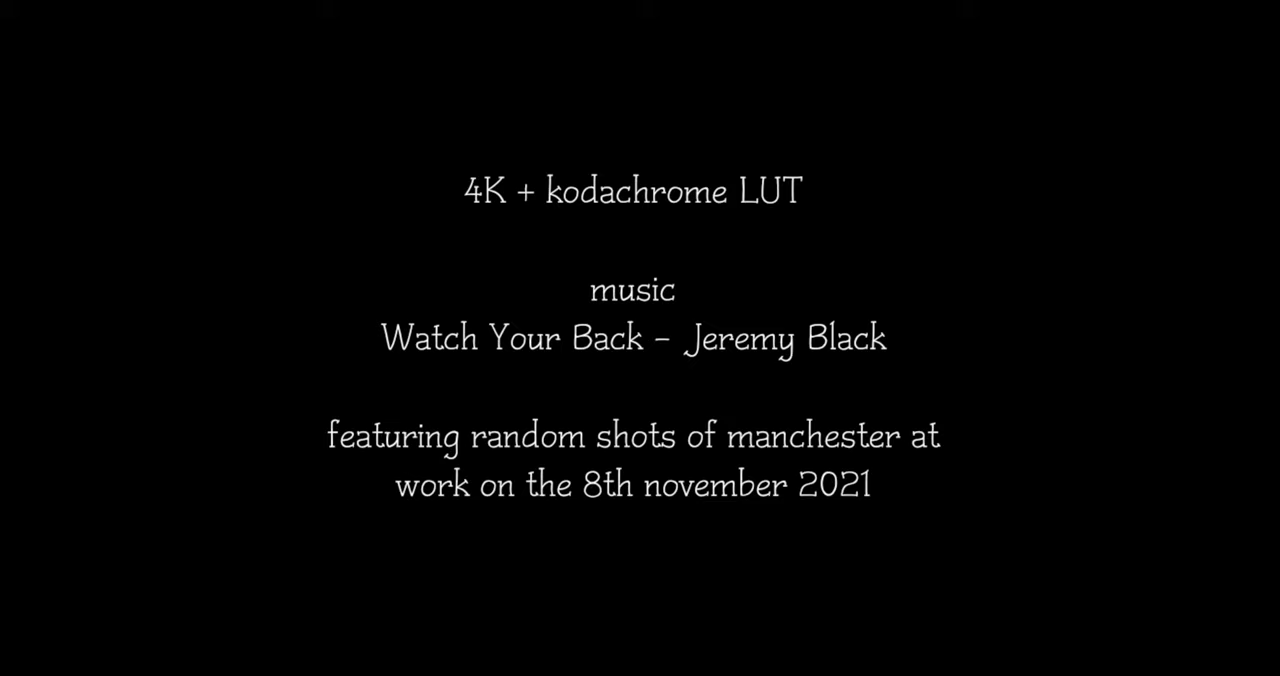 4K + kodachrome LUT
music
Watch Your Back - Jeremy Black
featuring random shots of manchester at
work on the 8th november 2021